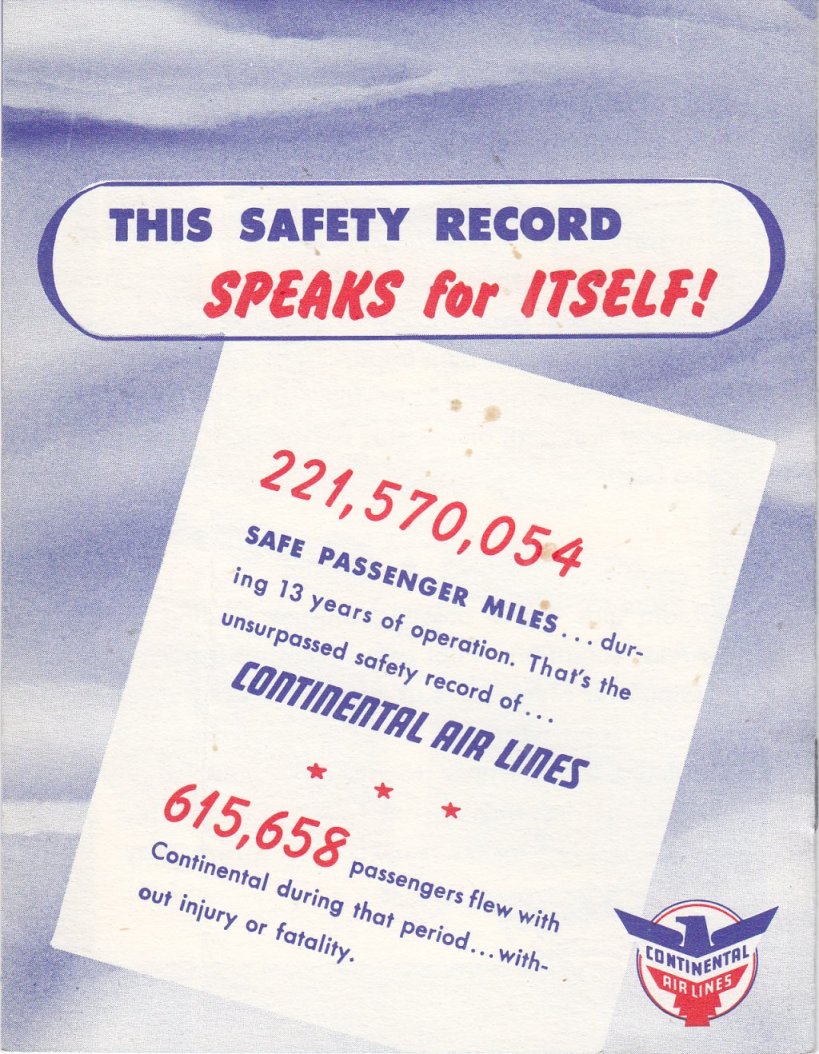 THIS SAFETY RECORD
SPEAKS for ITSELF!
221,570,054
SAFE PASSENGER MILES... dur-
ing 13 years of operation. That's the
unsurpassed safety record of...
CONTINENTAL AIR LINES
615,658 passengers flew with
Continental during that period...with-
out injury or fatality.
CONTINENTAL
AIR LINES